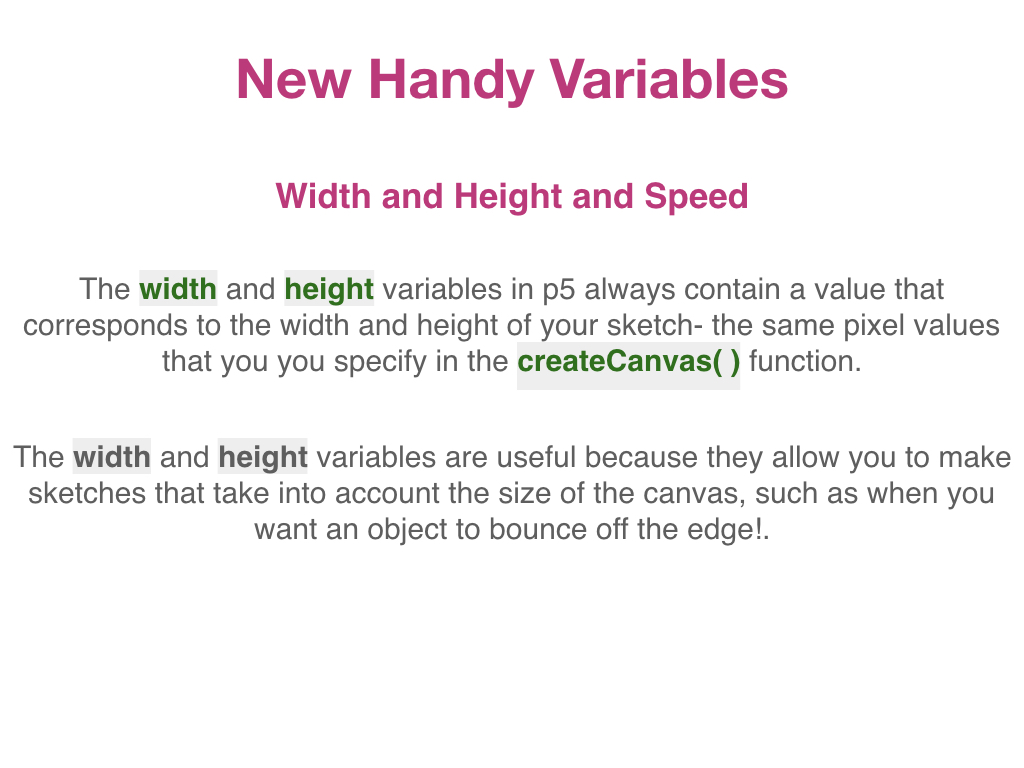 New Handy Variables
Width and Height and Speed
The width and height variables in p5 always contain a value that
corresponds to the width and height of your sketch- the same pixel values
that you you specify in the createCanvas( ) function.
The width and height variables are useful because they allow you to make
sketches that take into account the size of the canvas, such as when you
want an object to bounce off the edge!.